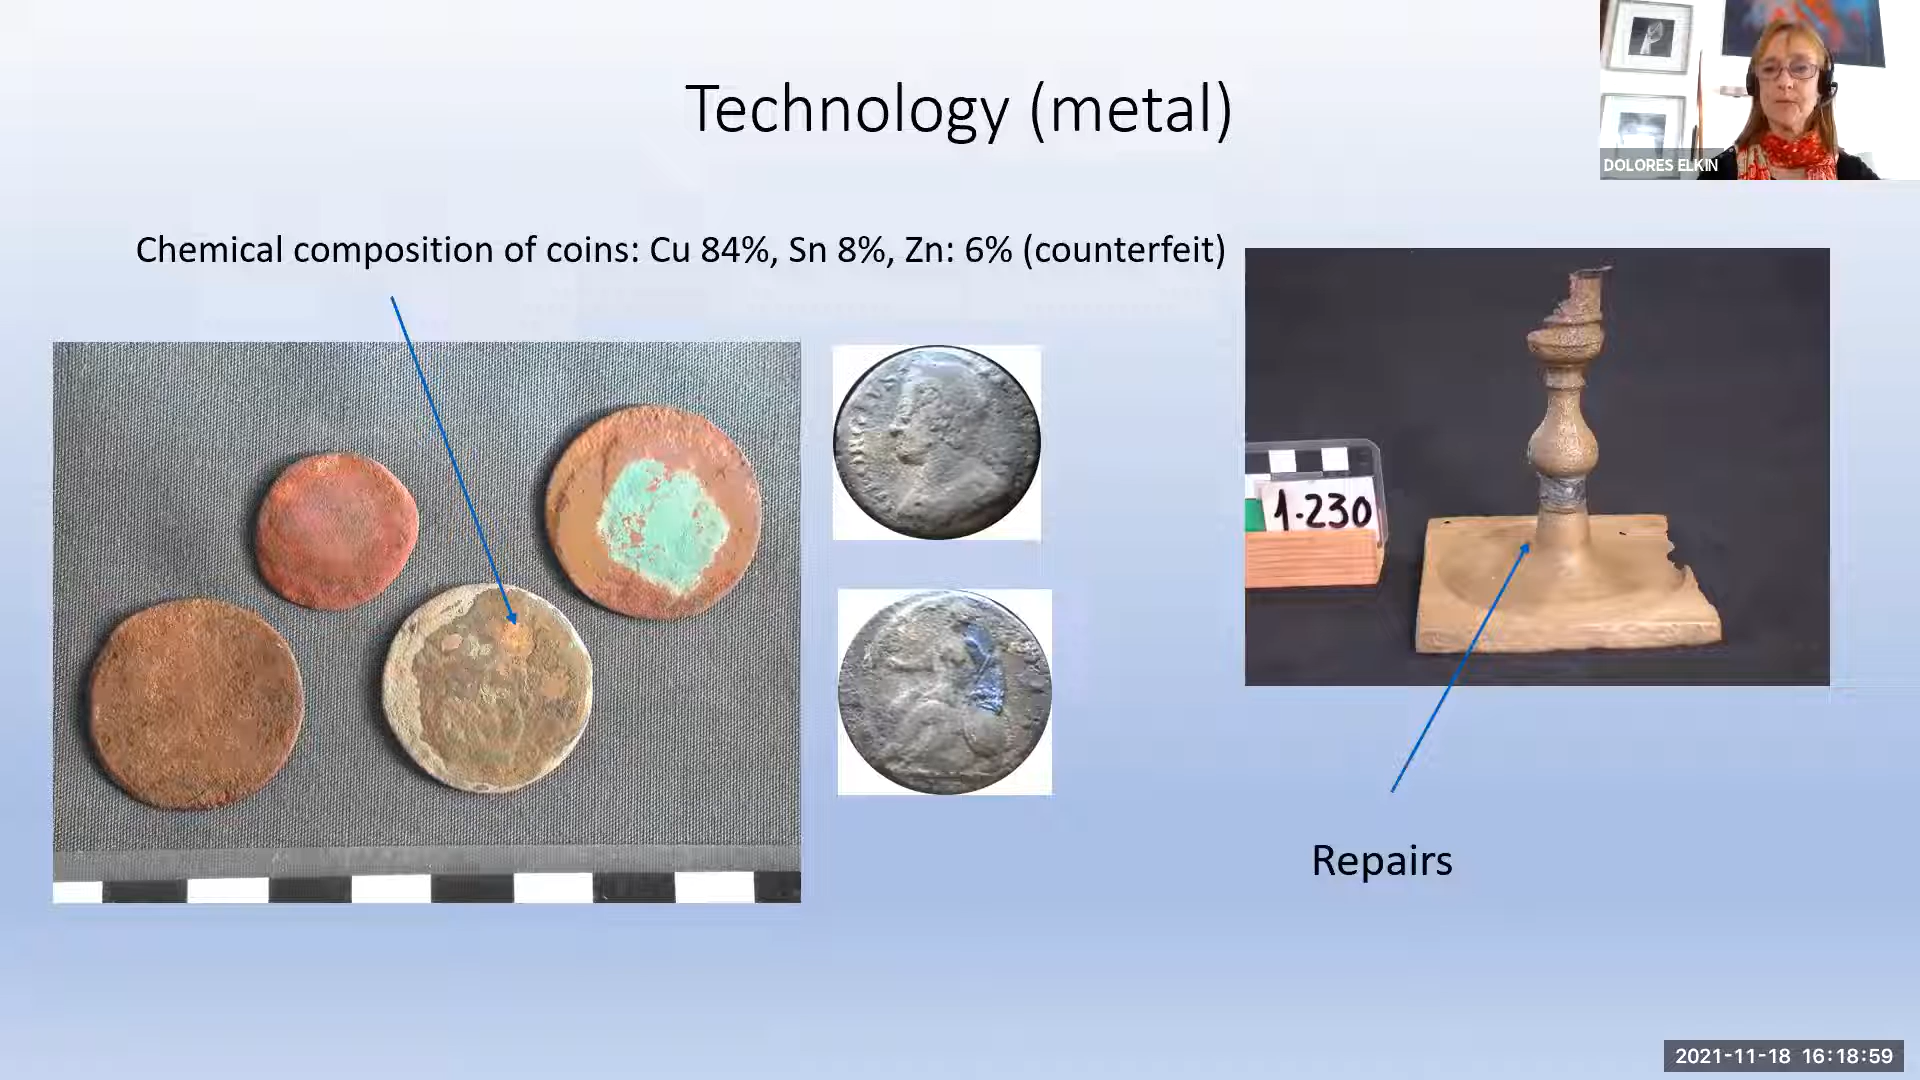 Technology (metal)
DOLORES ELKIN
Chemical composition of coins: Cu 84%, Sn 8%, Zn: 6% (counterfeit)
1-230
Repairs
2021-11-18 16:18:59